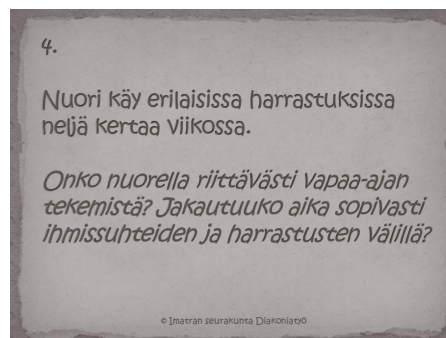 4.
Nuori käy erilaisissa harrastuksissa
neljä kertaa viikossa.
Onko nuorella riittävästi vapaa-ajan
tekemistä? Jakautuuko aika sopivasti
ihmissuhteiden ja harrastusten välillä?
© Imatran seurakunta Diakoniatyö